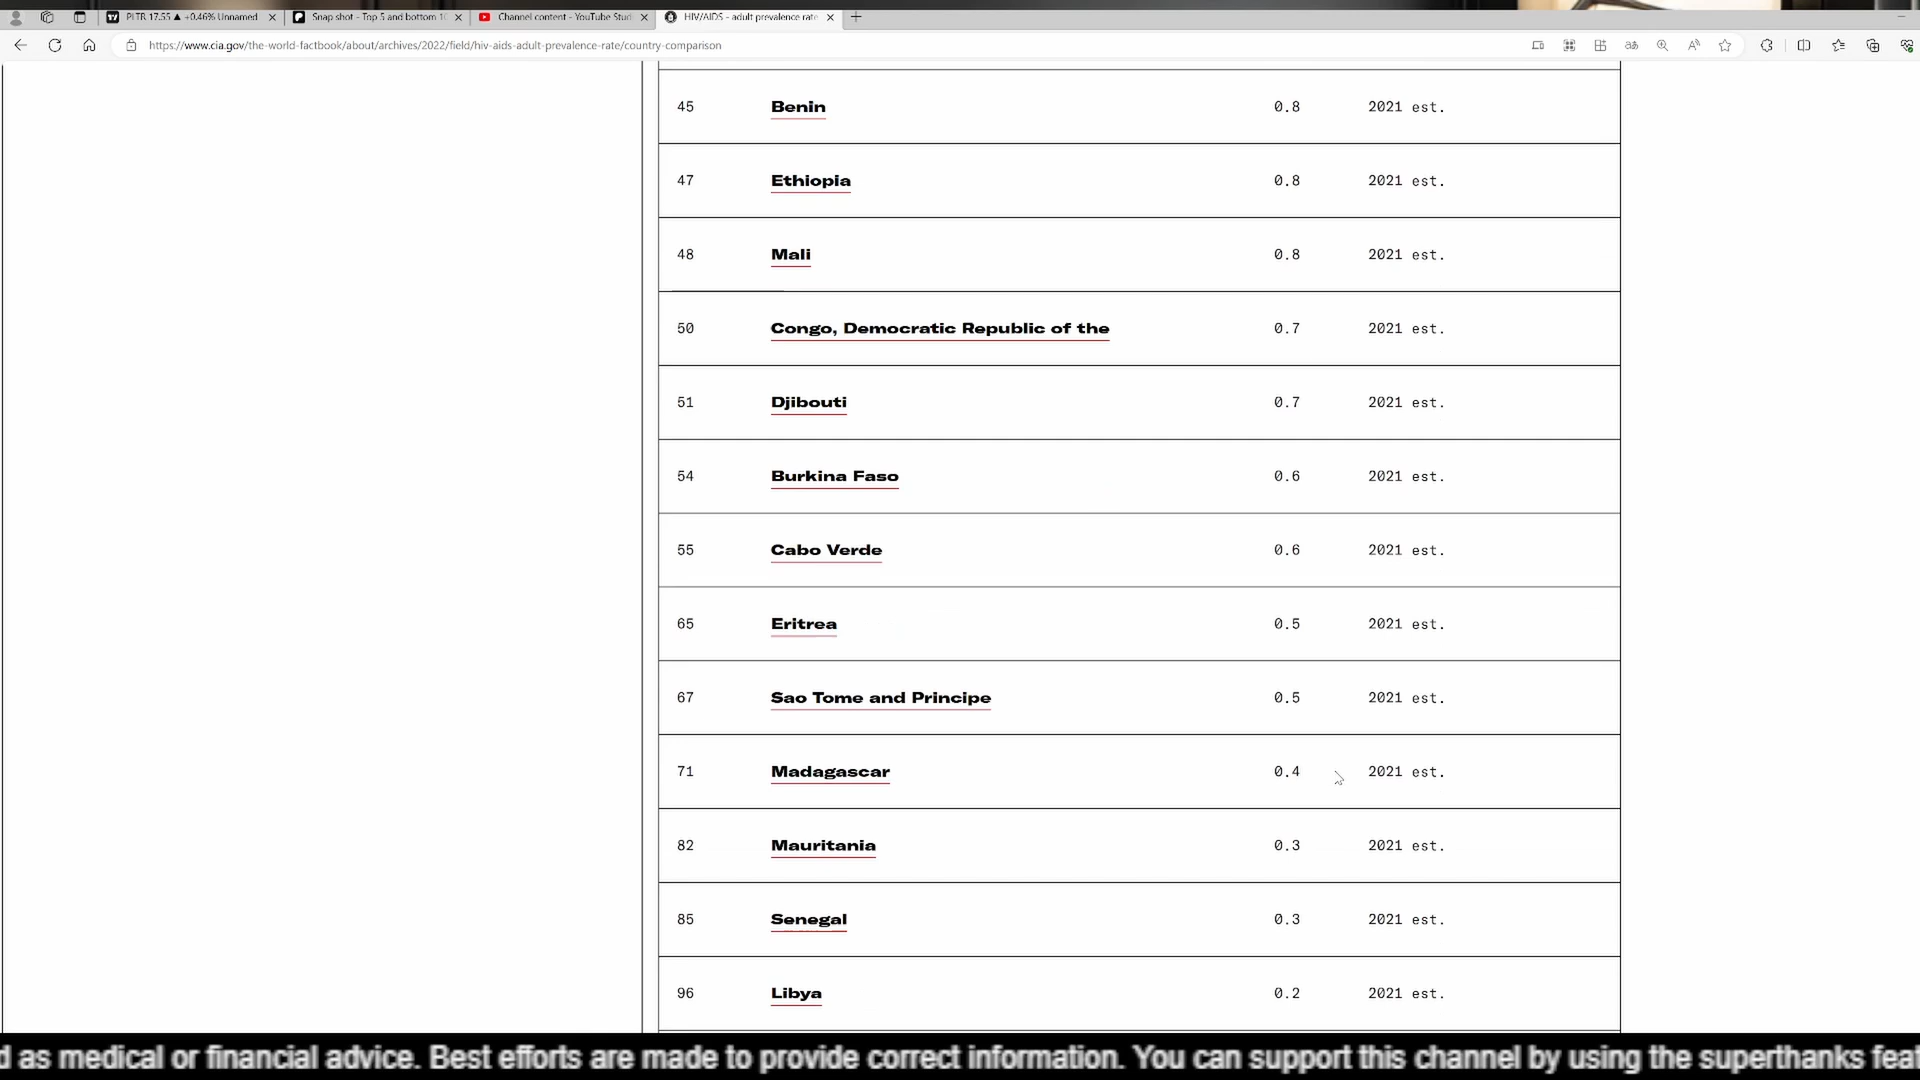 PLTR 17.55 ▲ +0.46% Unnamed
Snap shot - Top 5 and bottom 10
Channel content - YouTube Stud
HIV/AIDS - adult prevalence rate
https://www.cia.gov/the-world-factbook/about/archives/2022/field/hiv-aids-adult-prevalence-rate/country-comparison
45 Benin 0.8 2021 est.
47 Ethiopia 0.8 2021 est.
48 Mali 0.8 2021 est.
50 Congo, Democratic Republic of the 0.7 2021 est.
51 Djibouti 0.7 2021 est.
54 Burkina Faso 0.6 2021 est.
55 Cabo Verde 0.6 2021 est.
65 Eritrea 0.5 2021 est.
67 Sao Tome and Principe 0.5 2021 est.
71 Madagascar 0.4 2021 est.
82 Mauritania 0.3 2021 est.
85 Senegal 0.3 2021 est.
96 Libya 0.2 2021 est.
d as medical or financial advice. Best efforts are made to provide correct information. You can support this channel by using the superthanks feat